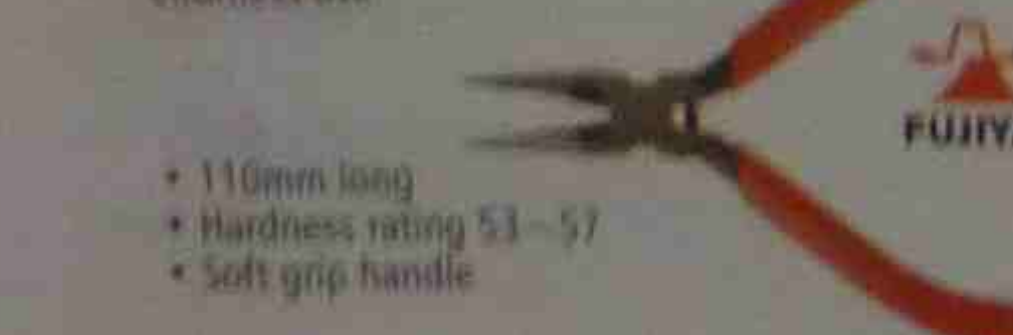 FUJIY
• 110mm long
• Hardness rating 53 - 57
• Soft grip handle